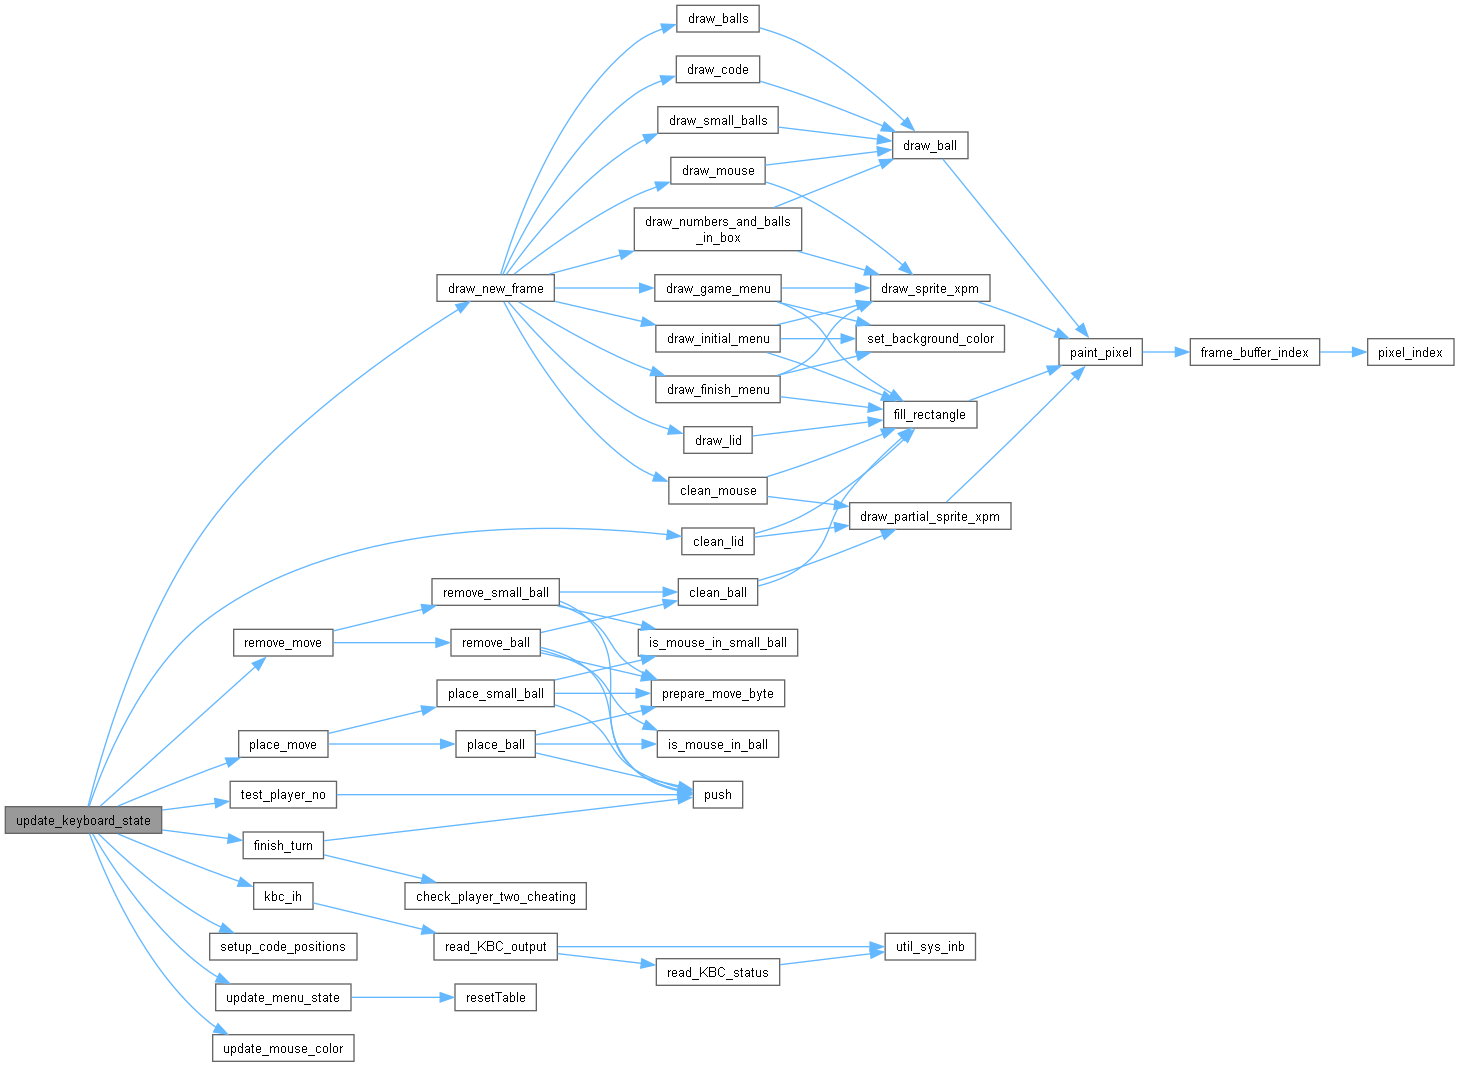 draw_balls
draw_code
draw_small_balls
draw_ball
draw_mouse
draw_numbers_and_balls
_in_box
draw_new_frame
draw_game_menu
draw_sprite_xpm
draw_initial_menu
set_background_color
paint_pixel
frame_buffer_index
pixel_index
draw_finish_menu
fill_rectangle
draw_lid
clean_mouse
draw_partial_sprite_xpm
clean_lid
remove_small_ball
clean_ball
remove_move
remove_ball
is_mouse_in_small_ball
place_small_ball
prepare_move_byte
place_move
place_ball
is_mouse_in_ball
test_player_no
push
update_keyboard_state
finish_turn
kbc_ih
check_player_two_cheating
setup_code_positions
read_KBC_output
util_sys_inb
read_KBC_status
update_menu_state
resetTable
update_mouse_color